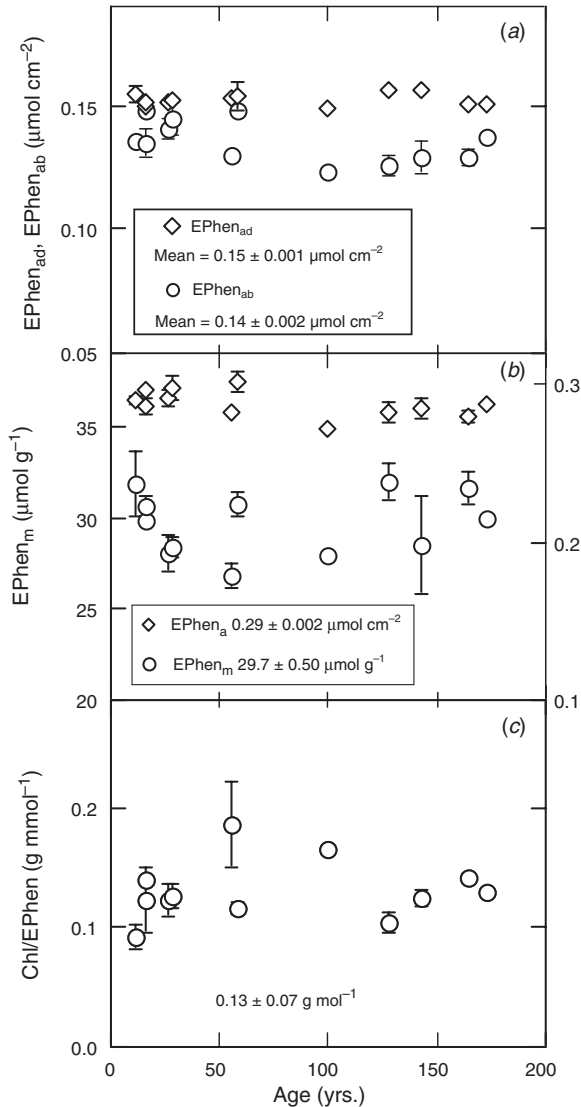 (a)
0.15
0.10
0.05
EPhen_ad, EPhen_ab (µmol cm⁻²)
EPhen_ad
Mean = 0.15 ± 0.001 µmol cm⁻²
EPhen_ab
Mean = 0.14 ± 0.002 µmol cm⁻²
(b)
35
30
25
20
EPhen_m (µmol g⁻¹)
0.3
0.2
0.1
EPhen_a 0.29 ± 0.002 µmol cm⁻²
EPhen_m 29.7 ± 0.50 µmol g⁻¹
(c)
0.2
0.1
0.0
Chl/EPhen (g mmol⁻¹)
0.13 ± 0.07 g mol⁻¹
0 50 100 150 200
Age (yrs.)